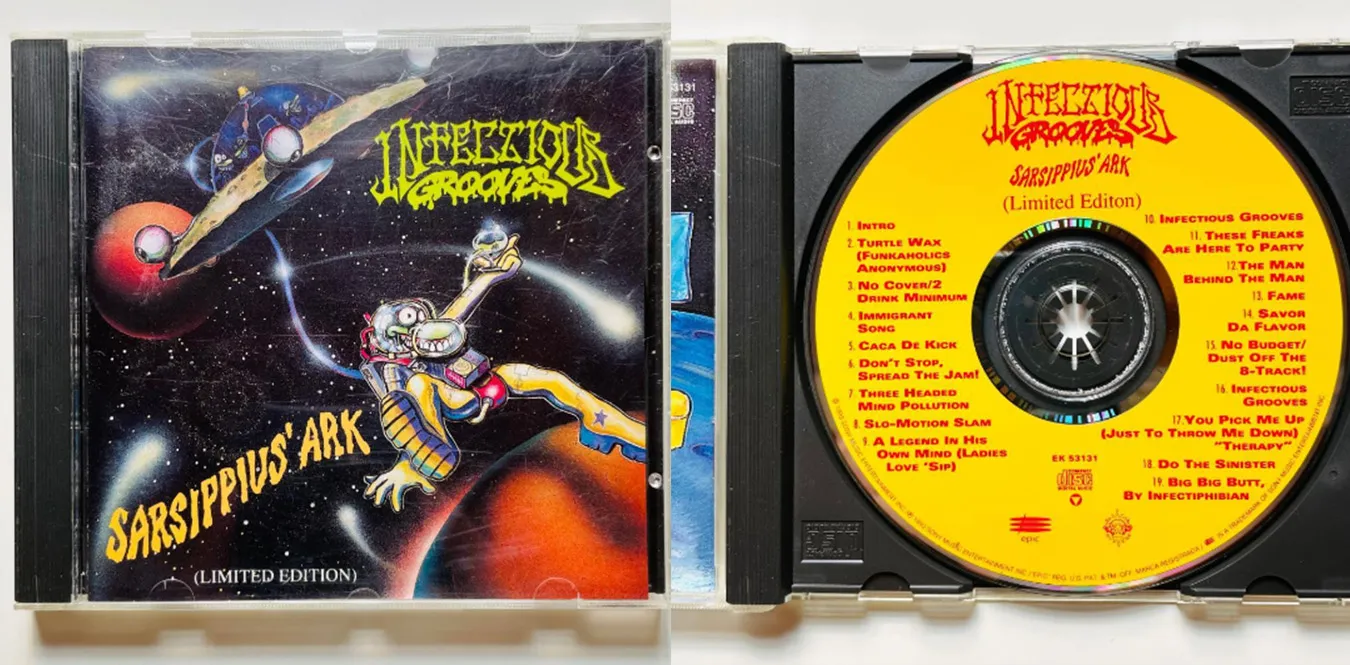 INFECTIOUS
GROOVES
SARSIPPIUS' ARK
(LIMITED EDITION)
53131
INFECTIOUS
GROOVES
SARSIPPIUS' ARK
(Limited Editon)
1. INTRO
2. TURTLE WAX
(FUNKAHOLICS
ANONYMOUS)
3. NO COVER/2
DRINK MINIMUM
4. IMMIGRANT
SONG
5. CACA DE KICK
6. DON'T STOP,
SPREAD THE JAM!
7. THREE HEADED
MIND POLLUTION
8. SLO-MOTION SLAM
9. A LEGEND IN HIS
OWN MIND (LADIES
LOVE 'SIP)
10. INFECTIOUS GROOVES
11. THESE FREAKS
ARE HERE TO PARTY
12. THE MAN
BEHIND THE MAN
13. FAME
14. SAVOR
DA FLAVOR
15. NO BUDGET/
DUST OFF THE
8-TRACK!
16. INFECTIOUS
GROOVES
17. YOU PICK ME UP
(JUST TO THROW ME DOWN)
"THERAPY"
18. DO THE SINISTER
19. BIG BIG BUTT,
BY INFECTIPHIBIAN
EK 53131
COMPACT
DISC
DIGITAL AUDIO
epic